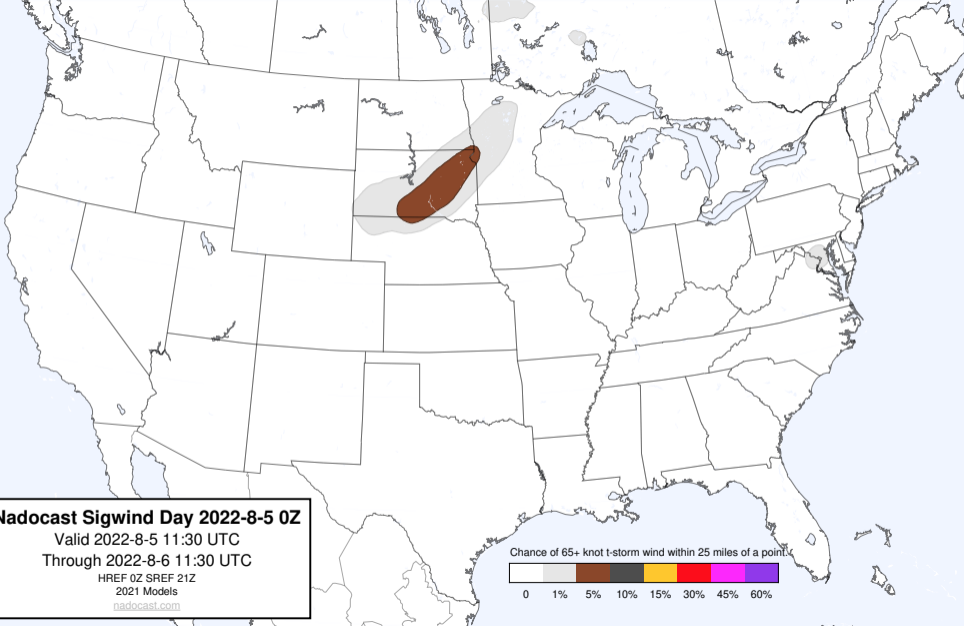 Nadocast Sigwind Day 2022-8-5 0Z
Valid 2022-8-5 11:30 UTC
Through 2022-8-6 11:30 UTC
HREF 0Z SREF 21Z
2021 Models
nadocast.com
Chance of 65+ knot t-storm wind within 25 miles of a point.
0 1% 5% 10% 15% 30% 45% 60%